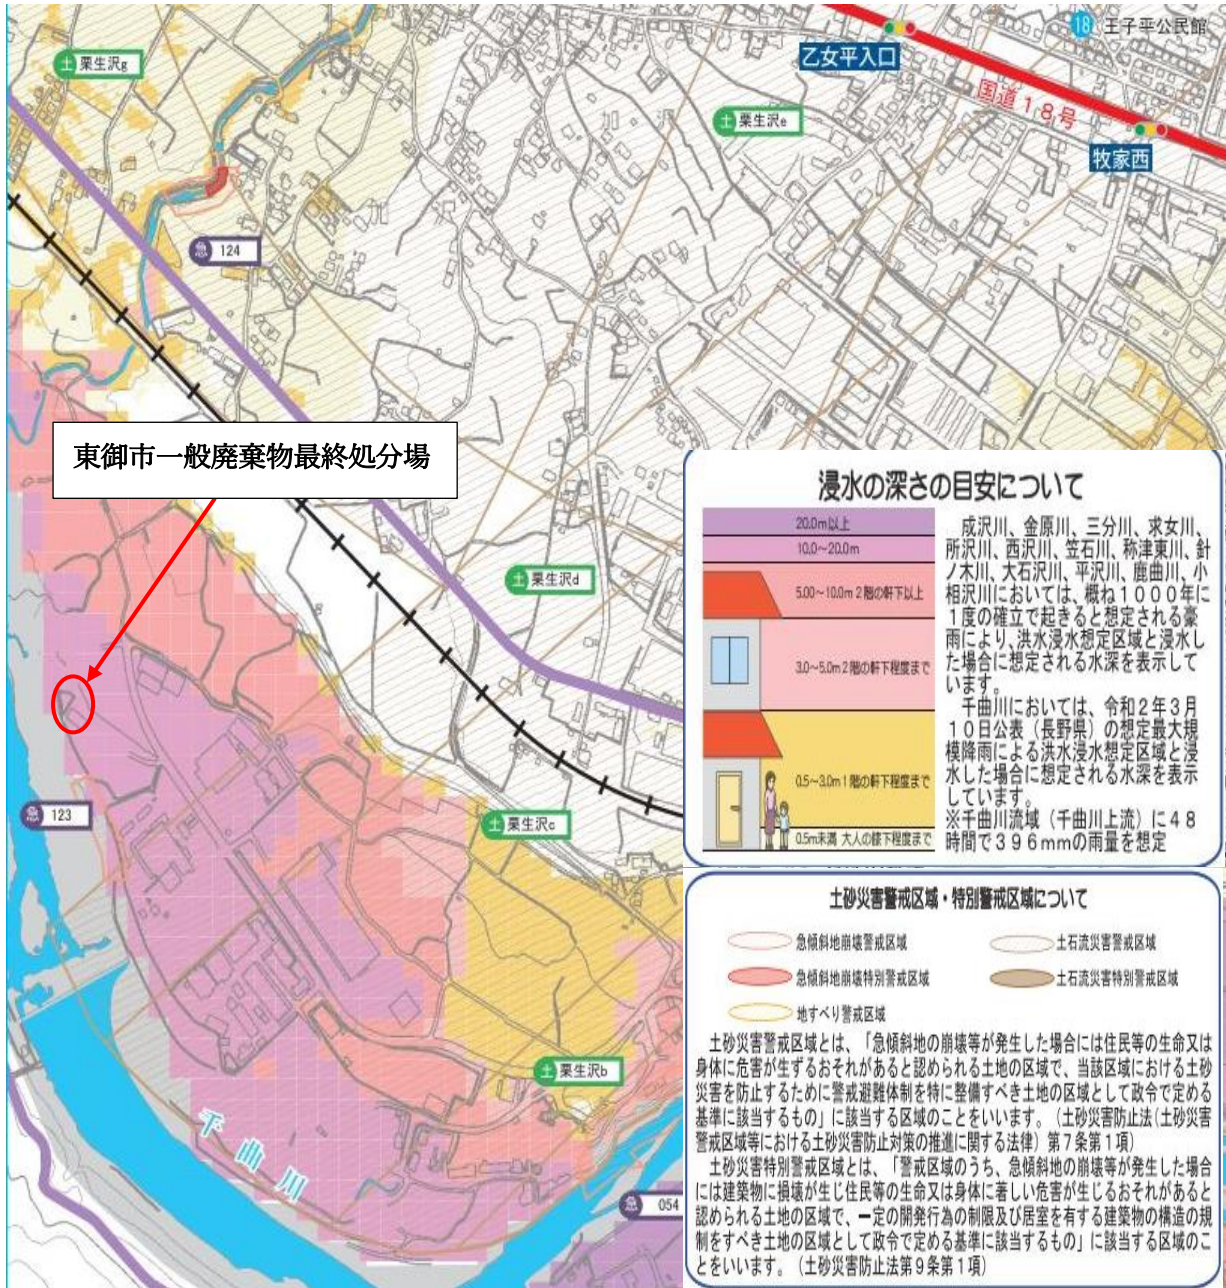 18 王子平公民館
乙女平入口
土 栗生沢g
国道18号
土 栗生沢e
牧家西
加沢
急 124
東御市一般廃棄物最終処分場
土 栗生沢d
急 123
土 栗生沢c
土 栗生沢b
千曲川
急 054
浸水の深さの目安について
20.0m以上
10.0～20.0m
5.00～10.0m 2階の軒下以上
3.0～5.0m 2階の軒下程度まで
0.5～3.0m 1階の軒下程度まで
0.5m未満 大人の膝下程度まで
成沢川、金原川、三分川、求女川、
所沢川、西沢川、笠石川、称津東川、針
ノ木川、大石沢川、平沢川、鹿曲川、小
相沢川においては、概ね1000年に
1度の確立で起きると想定される豪
雨により、洪水浸水想定区域と浸水し
た場合に想定される水深を表示して
います。
千曲川においては、令和2年3月
10日公表（長野県）の想定最大規
模降雨による洪水浸水想定区域と浸
水した場合に想定される水深を表示
しています。
※千曲川流域（千曲川上流）に48
時間で396mmの雨量を想定
土砂災害警戒区域・特別警戒区域について
急傾斜地崩壊警戒区域
土石流災害警戒区域
急傾斜地崩壊特別警戒区域
土石流災害特別警戒区域
地すべり警戒区域
土砂災害警戒区域とは、「急傾斜地の崩壊等が発生した場合には住民等の生命又は
身体に危害が生ずるおそれがあると認められる土地の区域で、当該区域における土砂
災害を防止するために警戒避難体制を特に整備すべき土地の区域として政令で定める
基準に該当するもの」に該当する区域のことをいいます。（土砂災害防止法（土砂災害
警戒区域等における土砂災害防止対策の推進に関する法律）第7条第1項）
土砂災害特別警戒区域とは、「警戒区域のうち、急傾斜地の崩壊等が発生した場合
には建築物に損壊が生じ住民等の生命又は身体に著しい危害が生じるおそれがあると
認められる土地の区域で、一定の開発行為の制限及び居室を有する建築物の構造の規
制をすべき土地の区域として政令で定める基準に該当するもの」に該当する区域のこ
とをいいます。（土砂災害防止法第9条第1項）